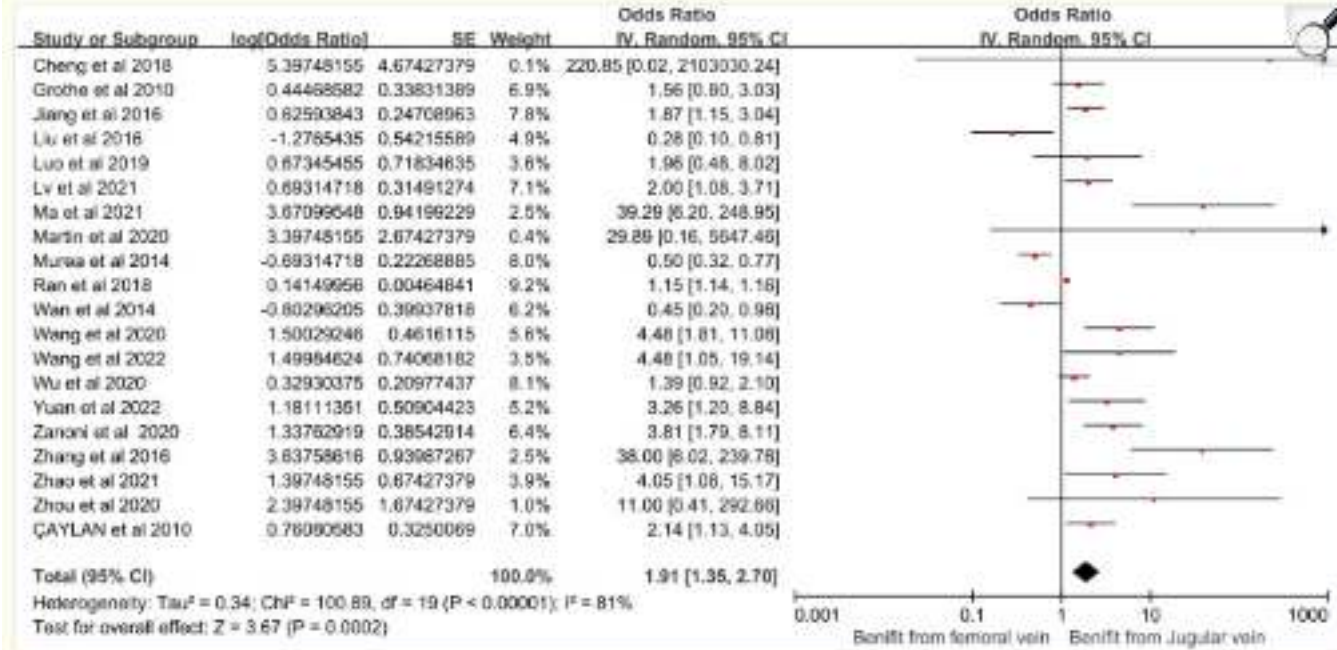 Odds Ratio Odds Ratio
Study or Subgroup log[Odds Ratio] SE Weight IV, Random, 95% CI IV, Random, 95% CI
Cheng et al 2018 5.39748155 4.67427379 0.1% 220.85 [0.02, 2103030.24]
Grothe et al 2010 0.44468582 0.33831389 6.9% 1.56 [0.80, 3.03]
Jiang et al 2016 0.62593843 0.24708963 7.8% 1.87 [1.15, 3.04]
Liu et al 2016 -1.2765435 0.54215589 4.9% 0.28 [0.10, 0.81]
Luo et al 2019 0.67345455 0.71834635 3.6% 1.96 [0.48, 8.02]
Lv et al 2021 0.69314718 0.31491274 7.1% 2.00 [1.08, 3.71]
Ma et al 2021 3.67099548 0.94199229 2.5% 39.29 [6.20, 248.95]
Martin et al 2020 3.39748155 2.67427379 0.4% 29.89 [0.16, 5647.46]
Murea et al 2014 -0.69314718 0.22268885 8.0% 0.50 [0.32, 0.77]
Ran et al 2018 0.14149956 0.00464841 9.2% 1.15 [1.14, 1.16]
Wan et al 2014 -0.80296205 0.39937818 6.2% 0.45 [0.20, 0.98]
Wang et al 2020 1.50029246 0.4616115 5.6% 4.48 [1.81, 11.08]
Wang et al 2022 1.49984624 0.74068182 3.5% 4.48 [1.05, 19.14]
Wu et al 2020 0.32930375 0.20977437 8.1% 1.39 [0.92, 2.10]
Yuan et al 2022 1.18111351 0.50904423 5.2% 3.26 [1.20, 8.84]
Zanoni et al 2020 1.33762919 0.38542914 6.4% 3.81 [1.79, 8.11]
Zhang et al 2016 3.63758616 0.93987267 2.5% 38.00 [6.02, 239.78]
Zhao et al 2021 1.39748155 0.67427379 3.9% 4.05 [1.08, 15.17]
Zhou et al 2020 2.39748155 1.67427379 1.0% 11.00 [0.41, 292.66]
ÇAYLAN et al 2010 0.76080583 0.3250069 7.0% 2.14 [1.13, 4.05]
Total (95% CI) 100.0% 1.91 [1.35, 2.70]
Heterogeneity: Tau² = 0.34; Chi² = 100.89, df = 19 (P < 0.00001); I² = 81%
Test for overall effect: Z = 3.67 (P = 0.0002)
0.001 0.1 1 10 1000
Benifit from femoral vein Benifit from Jugular vein